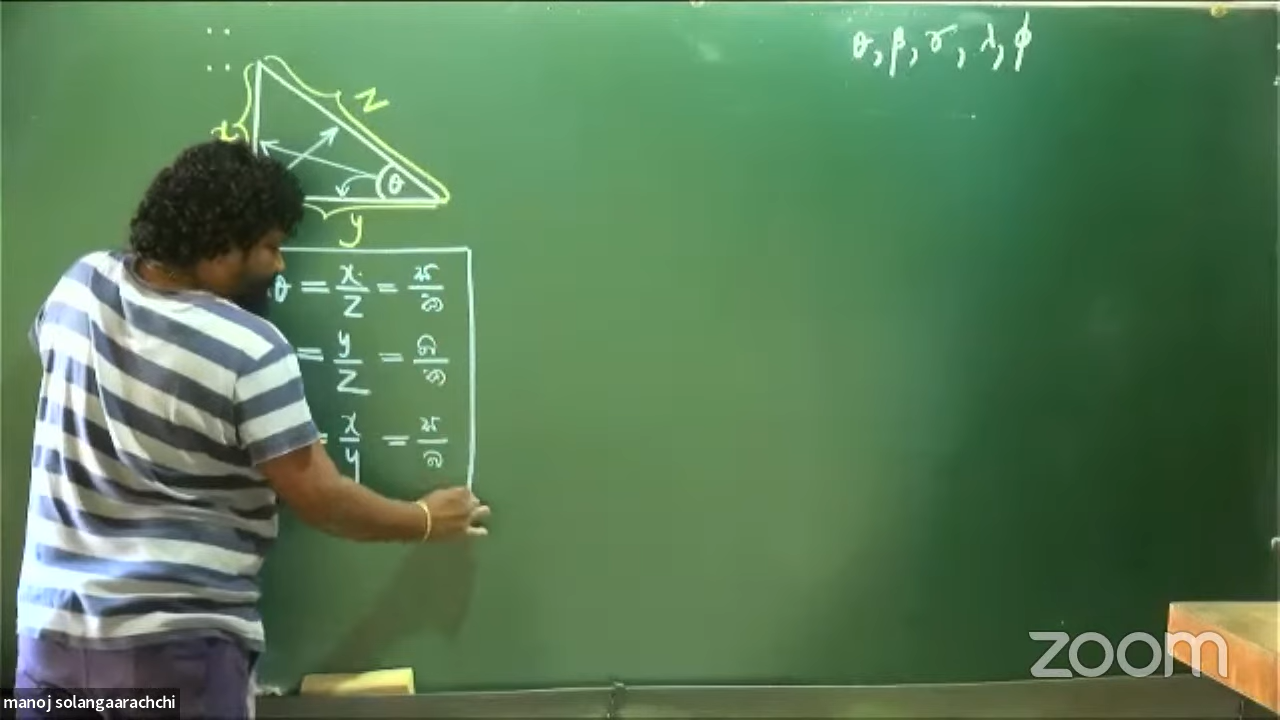 θ, β, γ, λ, φ
x
z
θ
y
θ = x/z =
= y/z =
= x/y =
zoom
manoj solangaarachchi